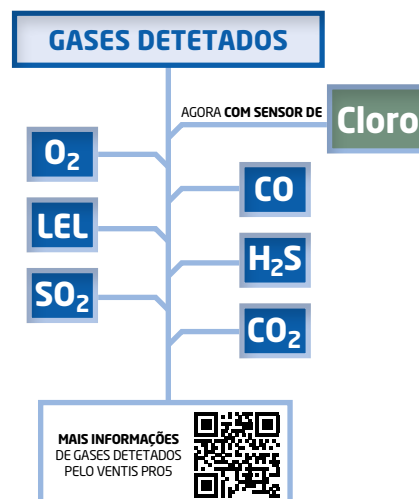 GASES DETETADOS
AGORA COM SENSOR DE
Cloro
O₂
CO
LEL
H₂S
SO₂
CO₂
MAIS INFORMAÇÕES
DE GASES DETETADOS
PELO VENTIS PRO5